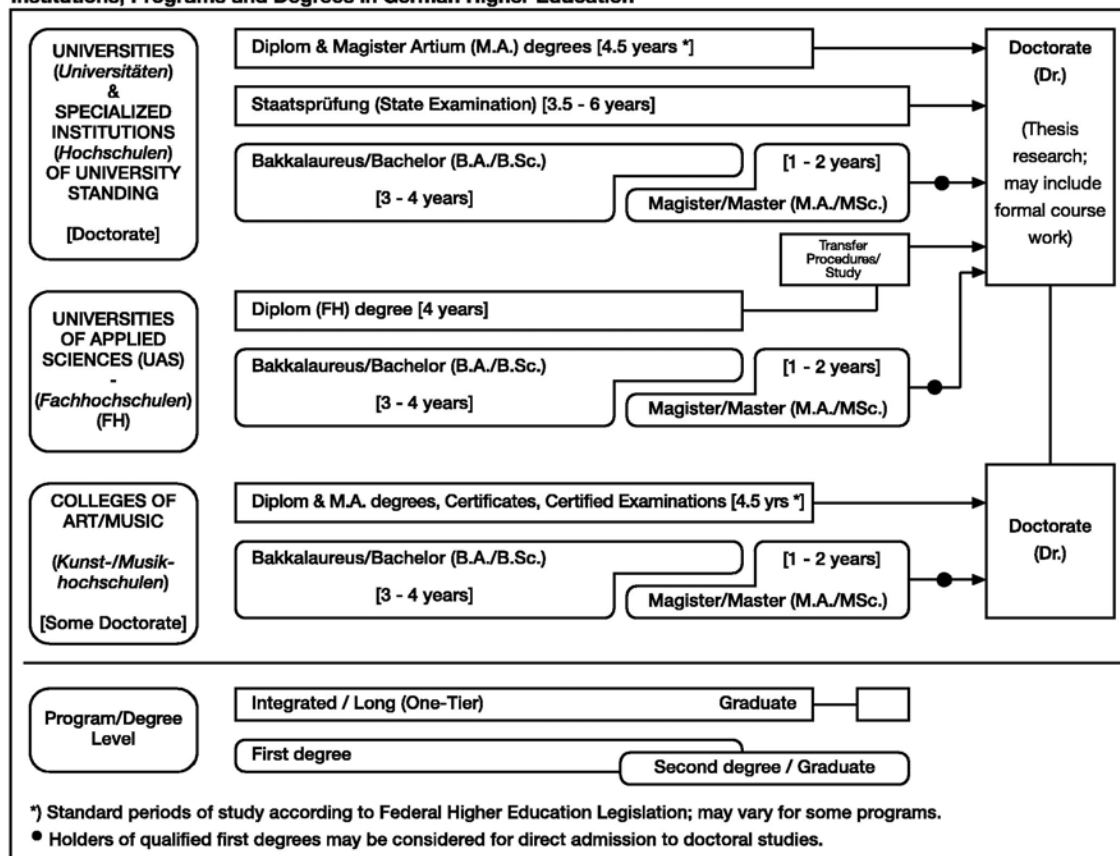 Institutions, Programs and Degrees in German Higher Education
UNIVERSITIES
(Universitäten)
&
SPECIALIZED
INSTITUTIONS
(Hochschulen)
OF UNIVERSITY
STANDING
[Doctorate]
Diplom & Magister Artium (M.A.) degrees [4.5 years *]
Staatsprüfung (State Examination) [3.5 - 6 years]
Bakkalaureus/Bachelor (B.A./B.Sc.)
[3 - 4 years]
[1 - 2 years]
Magister/Master (M.A./MSc.)
Transfer
Procedures/
Study
Doctorate
(Dr.)
(Thesis
research;
may include
formal course
work)
UNIVERSITIES
OF APPLIED
SCIENCES (UAS)
-
(Fachhochschulen)
(FH)
Diplom (FH) degree [4 years]
Bakkalaureus/Bachelor (B.A./B.Sc.)
[3 - 4 years]
[1 - 2 years]
Magister/Master (M.A./MSc.)
COLLEGES OF
ART/MUSIC
(Kunst-/Musik-
hochschulen)
[Some Doctorate]
Diplom & M.A. degrees, Certificates, Certified Examinations [4.5 yrs *]
Bakkalaureus/Bachelor (B.A./B.Sc.)
[3 - 4 years]
[1 - 2 years]
Magister/Master (M.A./MSc.)
Doctorate
(Dr.)
Program/Degree
Level
Integrated / Long (One-Tier) Graduate
First degree
Second degree / Graduate
*) Standard periods of study according to Federal Higher Education Legislation; may vary for some programs.
● Holders of qualified first degrees may be considered for direct admission to doctoral studies.